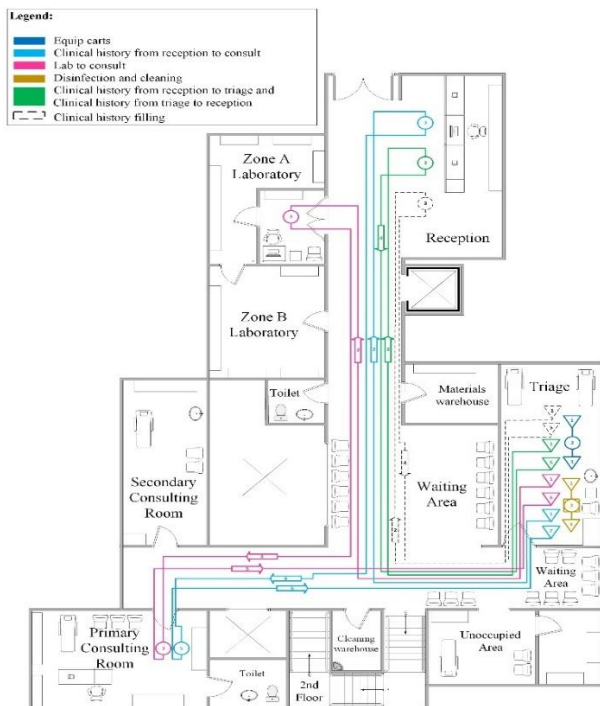 Legend:
Equip carts
Clinical history from reception to consult
Lab to consult
Disinfection and cleaning
Clinical history from reception to triage and
Clinical history from triage to reception
Clinical history filling
Zone A
Laboratory
Reception
Zone B
Laboratory
Toilet
Materials
warehouse
Triage
Secondary
Consulting
Room
Waiting
Area
Waiting
Area
Primary
Consulting
Room
Cleaning
warehouse
Unoccupied
Area
Toilet
2nd
Floor